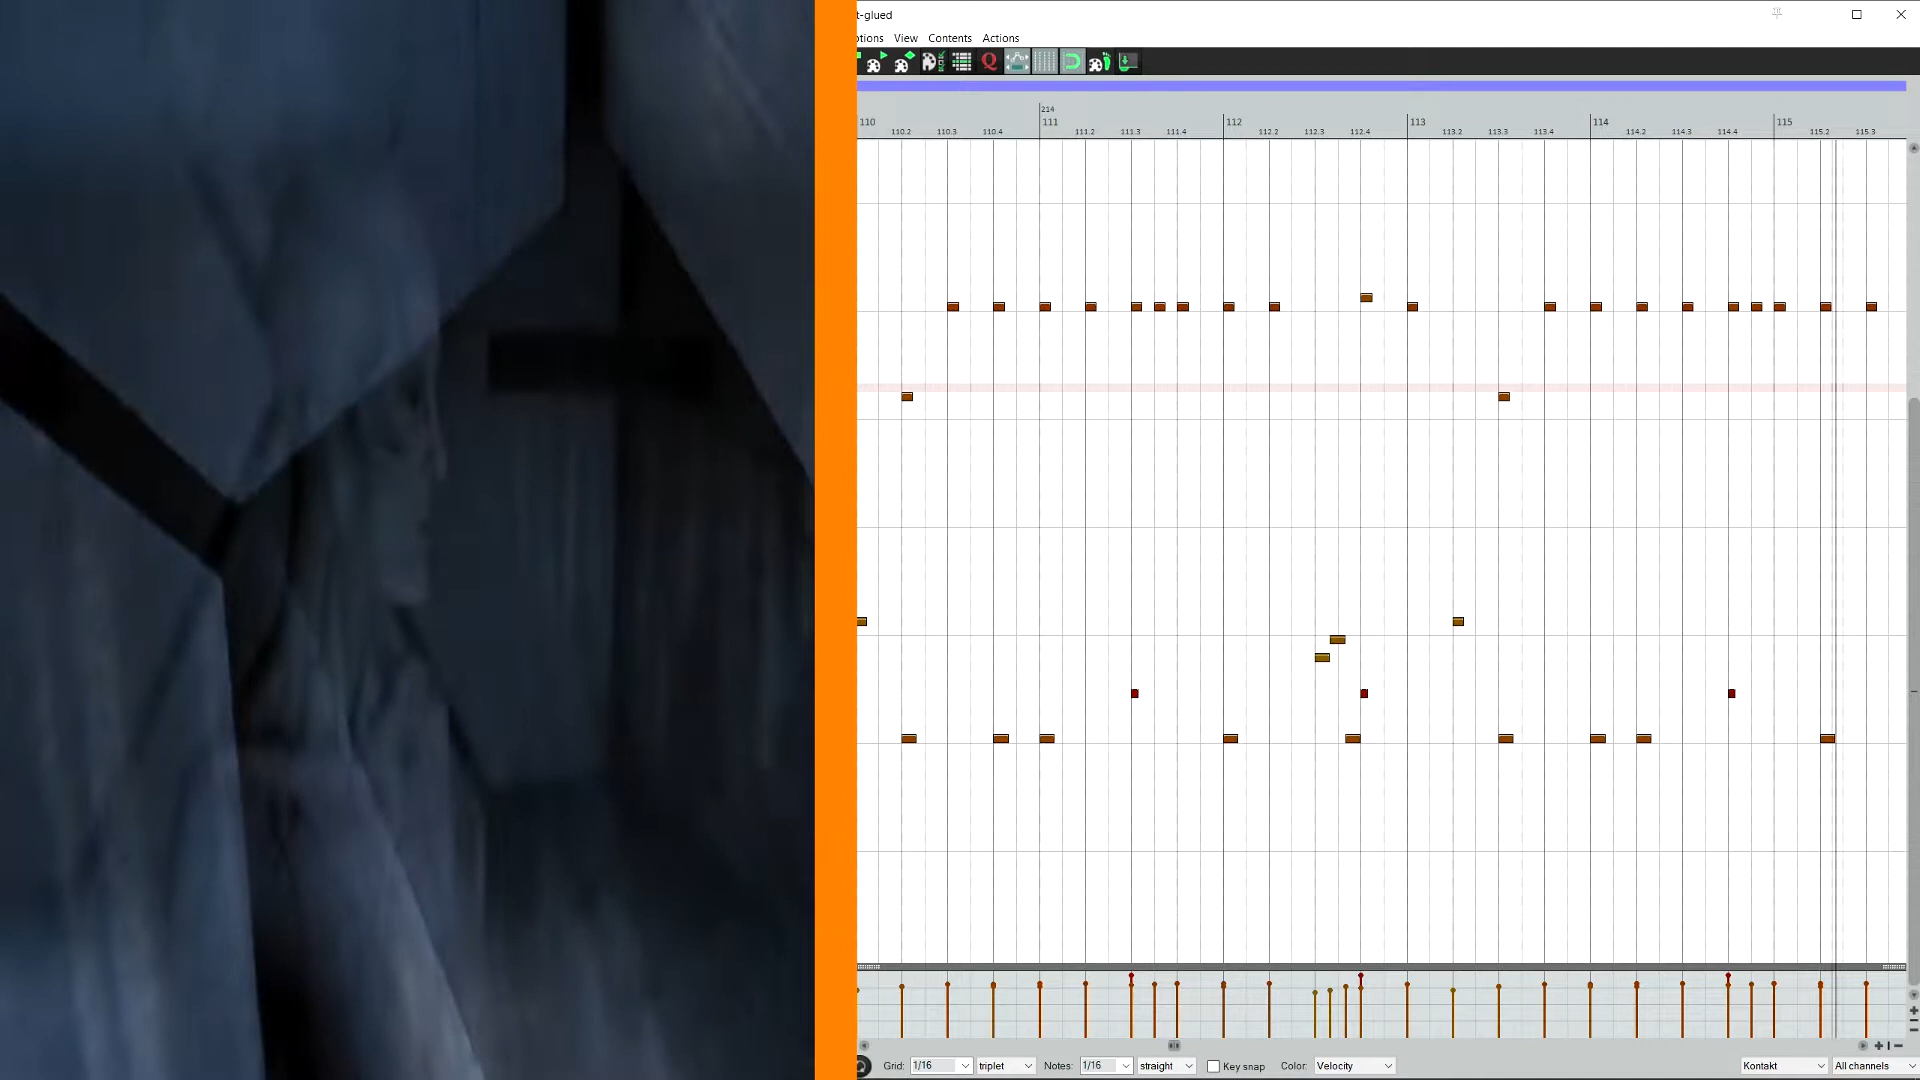 t-glued
ptions View Contents Actions
Q
214
110 111 112 113 114 115
110.2 110.3 110.4 111.2 111.3 111.4 112.2 112.3 112.4 113.2 113.3 113.4 114.2 114.3 114.4 115.2 115.3
Grid: 1/16 triplet Notes: 1/16 straight Key snap Color: Velocity Kontakt All channels